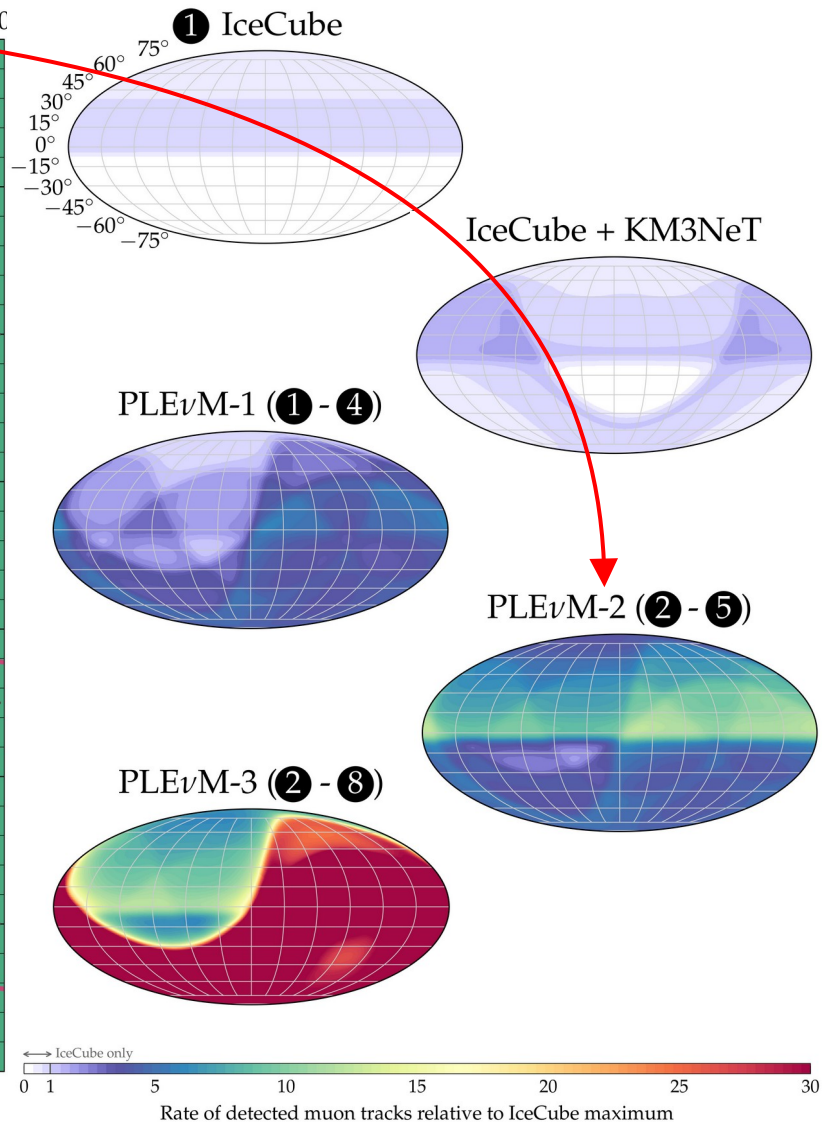 0
❶ IceCube
75°
60°
45°
30°
15°
0°
−15°
−30°
−45°
−60°
−75°
IceCube + KM3NeT
PLEνM-1 (❶ - ❹)
PLEνM-2 (❷ - ❺)
PLEνM-3 (❷ - ❽)
IceCube only
0 1 5 10 15 20 25 30
Rate of detected muon tracks relative to IceCube maximum